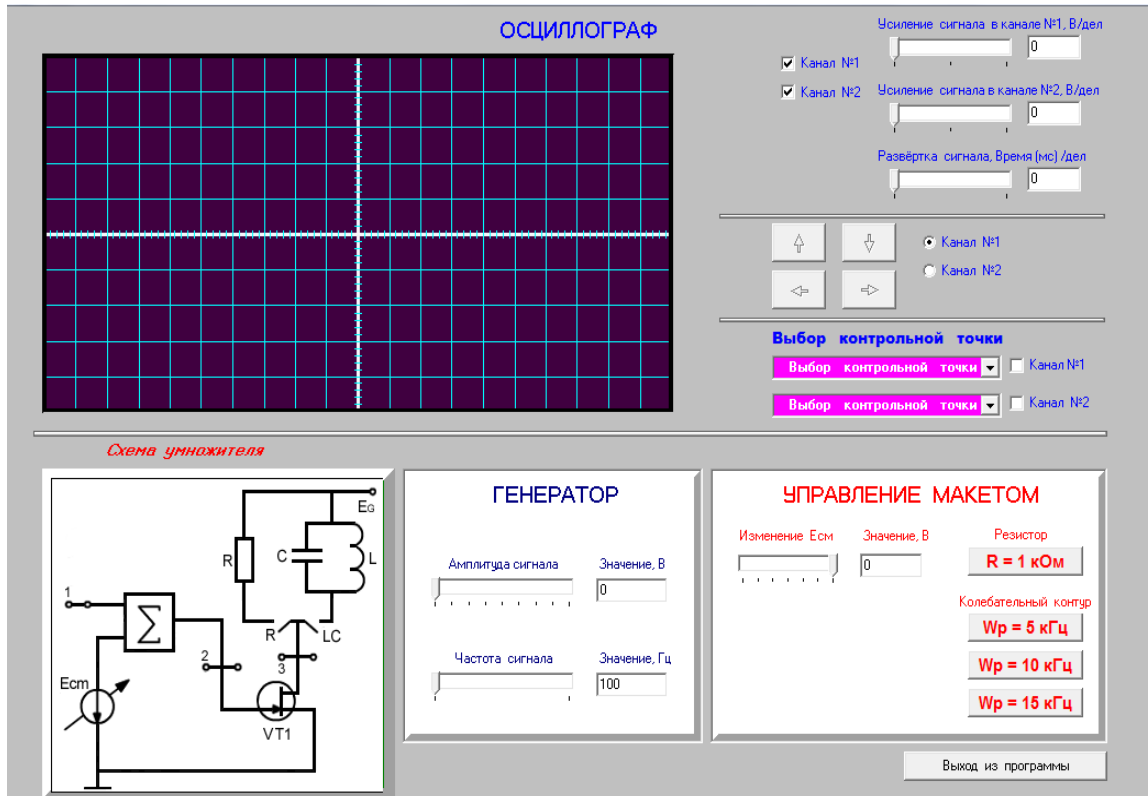 ОСЦИЛЛОГРАФ
Усиление сигнала в канале №1, В/дел
0
Канал №1
Канал №2
Усиление сигнала в канале №2, В/дел
0
Развёртка сигнала, Время (мс) /дел
0
Канал №1
Канал №2
Выбор контрольной точки
Выбор контрольной точки
Канал №1
Выбор контрольной точки
Канал №2
Схема умножителя
EG
R
C
L
1
Σ
R
LC
2
3
Ecm
VT1
ГЕНЕРАТОР
Амплитуда сигнала
Значение, В
0
Частота сигнала
Значение, Гц
100
УПРАВЛЕНИЕ МАКЕТОМ
Изменение Есм
Значение, В
0
Резистор
R = 1 кОм
Колебательный контур
Wp = 5 кГц
Wp = 10 кГц
Wp = 15 кГц
Выход из программы